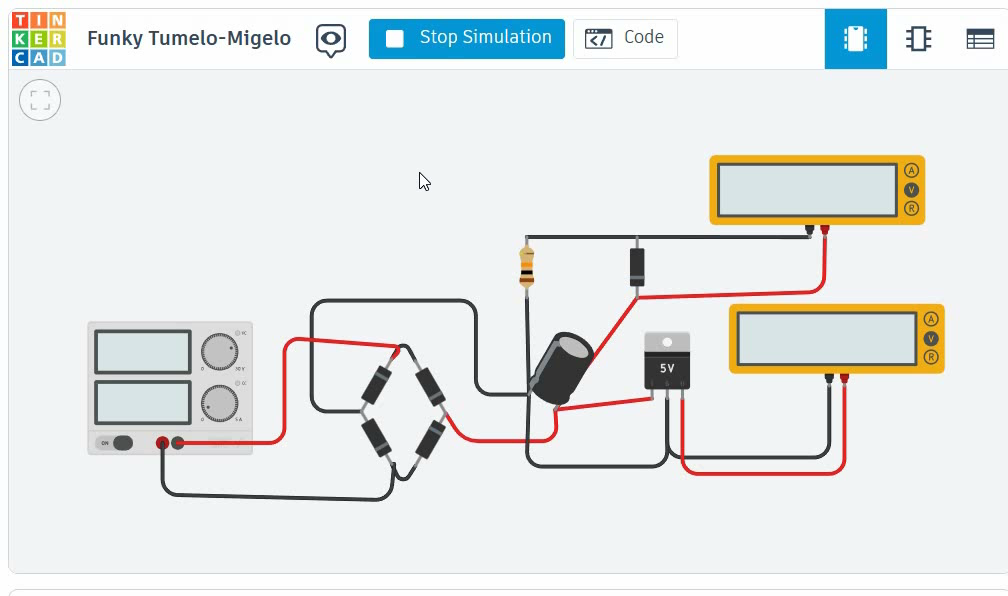 TIN
KER
CAD
Funky Tumelo-Migelo
Stop Simulation
</> Code
A
V
R
A
V
R
5V
ON